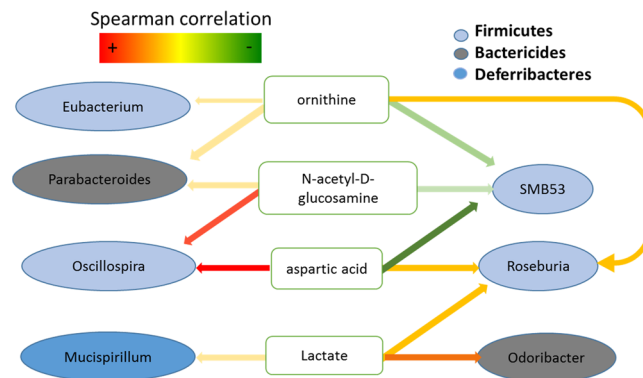 Spearman correlation
+ -
Firmicutes
Bactericides
Deferribacteres
Eubacterium
ornithine
Parabacteroides
N-acetyl-D-
glucosamine
SMB53
Oscillospira
aspartic acid
Roseburia
Mucispirillum
Lactate
Odoribacter